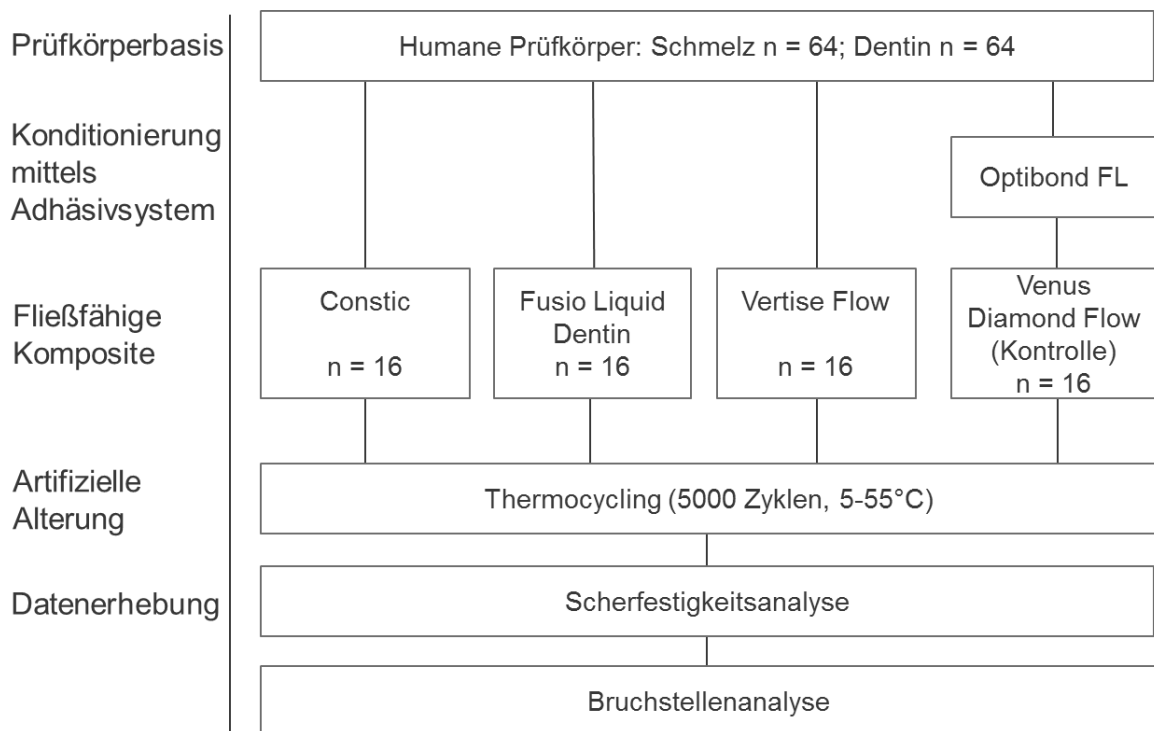 Prüfkörperbasis
Humane Prüfkörper: Schmelz n = 64; Dentin n = 64
Konditionierung
mittels
Adhäsivsystem
Optibond FL
Fließfähige
Komposite
Constic
n = 16
Fusio Liquid
Dentin
n = 16
Vertise Flow
n = 16
Venus
Diamond Flow
(Kontrolle)
n = 16
Artifizielle
Alterung
Thermocycling (5000 Zyklen, 5-55°C)
Datenerhebung
Scherfestigkeitsanalyse
Bruchstellenanalyse